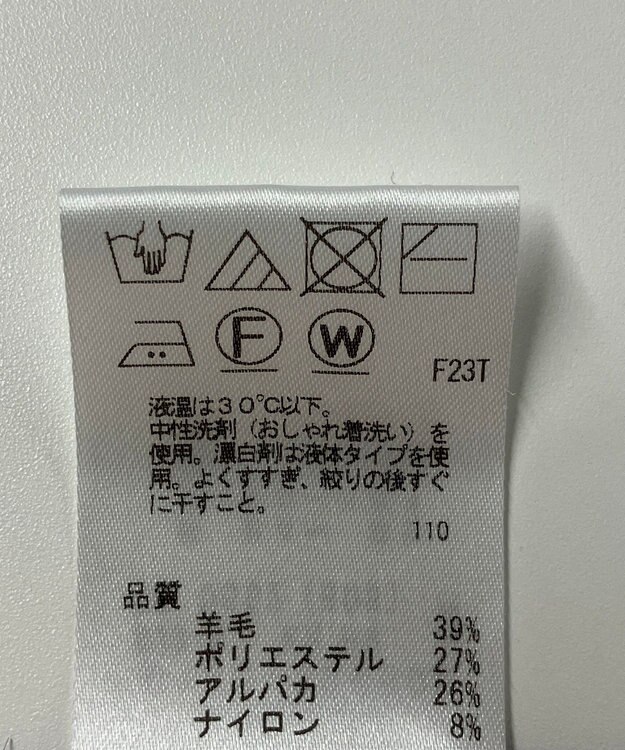 F W F23T
液温は30℃以下。
中性洗剤（おしゃれ着洗い）を
使用。漂白剤は液体タイプを使
用。よくすすぎ、絞りの後すぐ
に干すこと。
110
品質
羊毛 39%
ポリエステル 27%
アルパカ 26%
ナイロン 8%